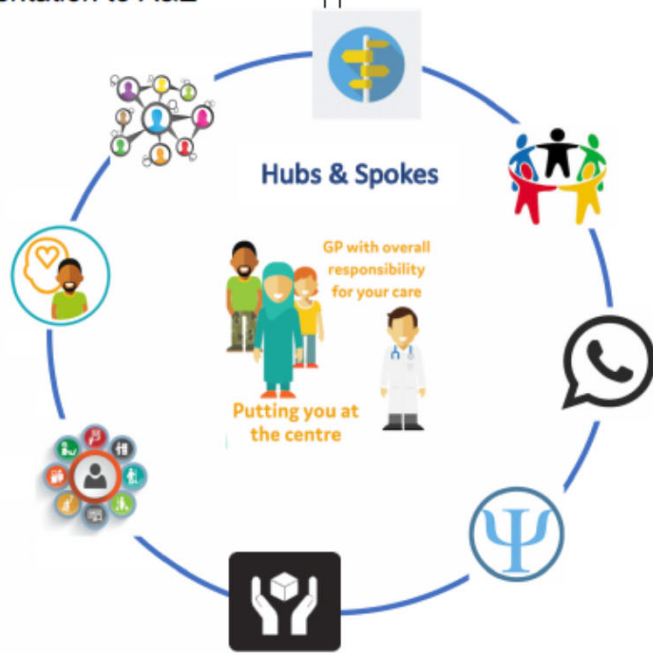 Hubs & Spokes
GP with overall
responsibility
for your care
Putting you at
the centre